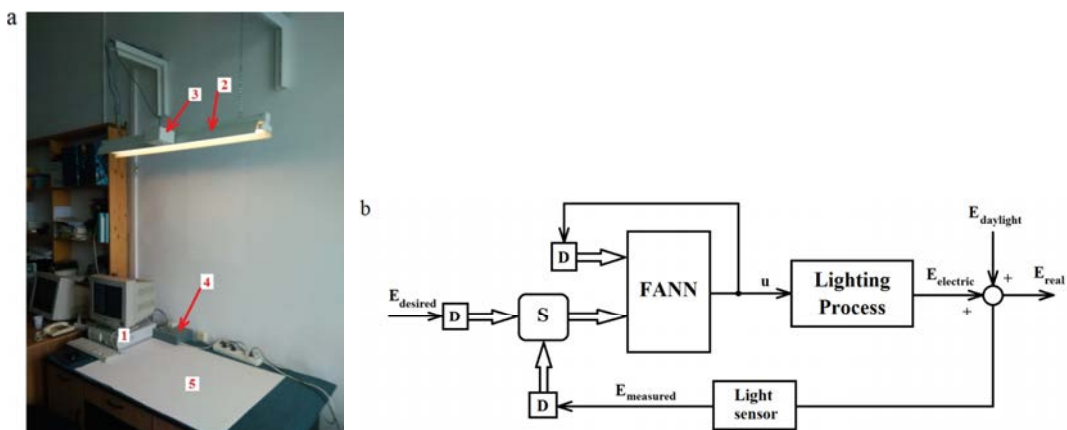 a
3
2
4
1
5
b
E_daylight
D
FANN
E_desired
D
S
u
Lighting
Process
E_electric
+
+
E_real
D
E_measured
Light
sensor